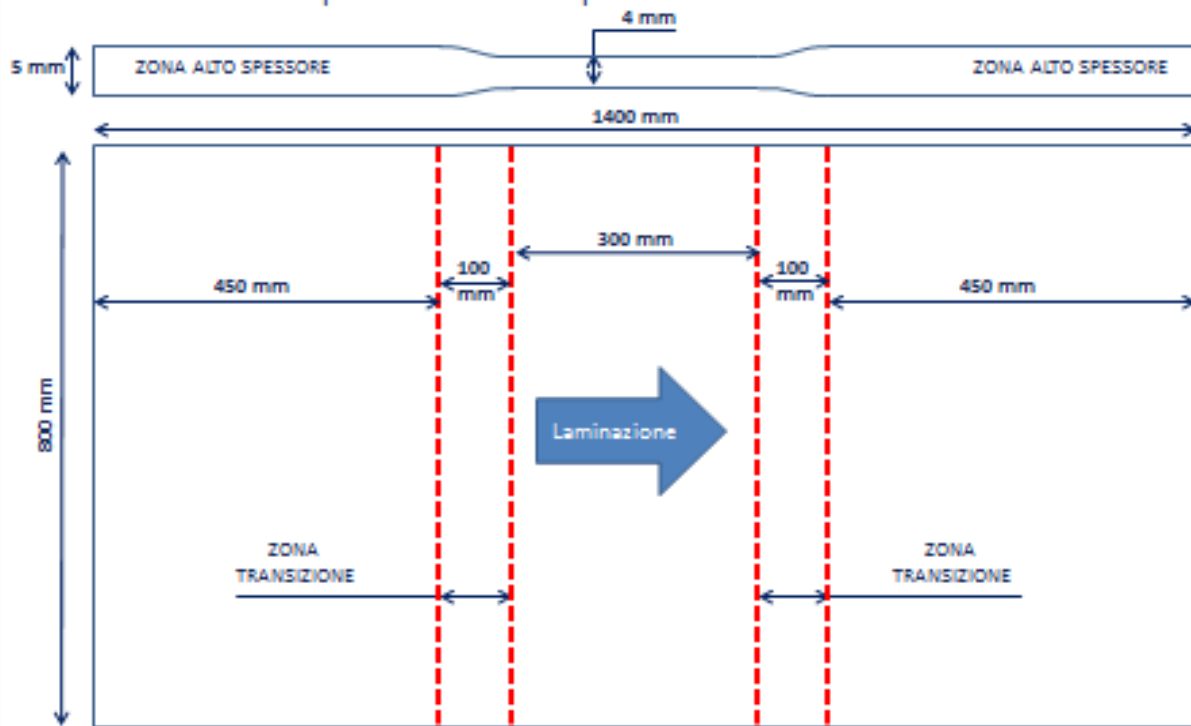 4 mm
5 mm
ZONA ALTO SPESSORE
ZONA ALTO SPESSORE
1400 mm
300 mm
100
mm
100
mm
450 mm
450 mm
800 mm
Laminazione
ZONA
TRANSIZIONE
ZONA
TRANSIZIONE